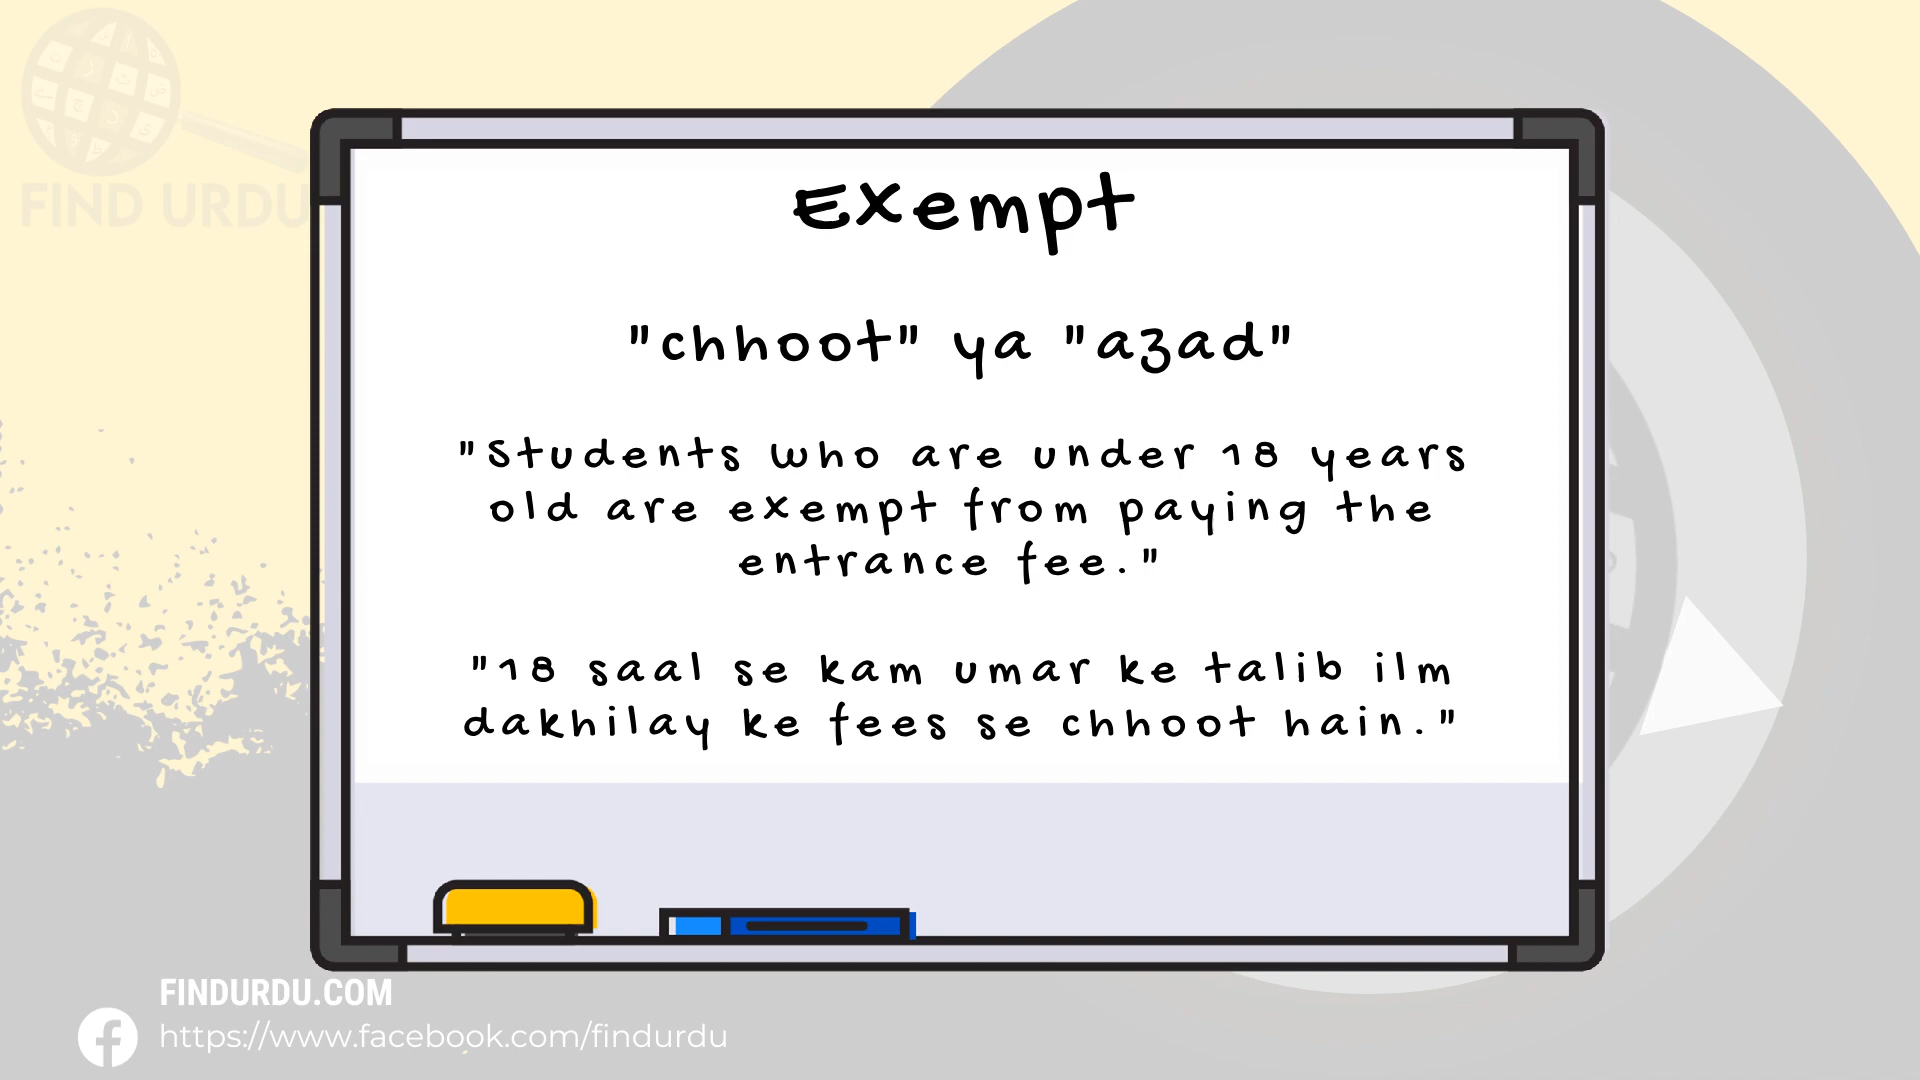 FIND URDU
Exempt
"chhoot" ya "azad"
"Students who are under 18 years
old are exempt from paying the
entrance fee."
"18 saal se kam umar ke talib ilm
dakhilay ke fees se chhoot hain."
FINDURDU.COM
https://www.facebook.com/findurdu